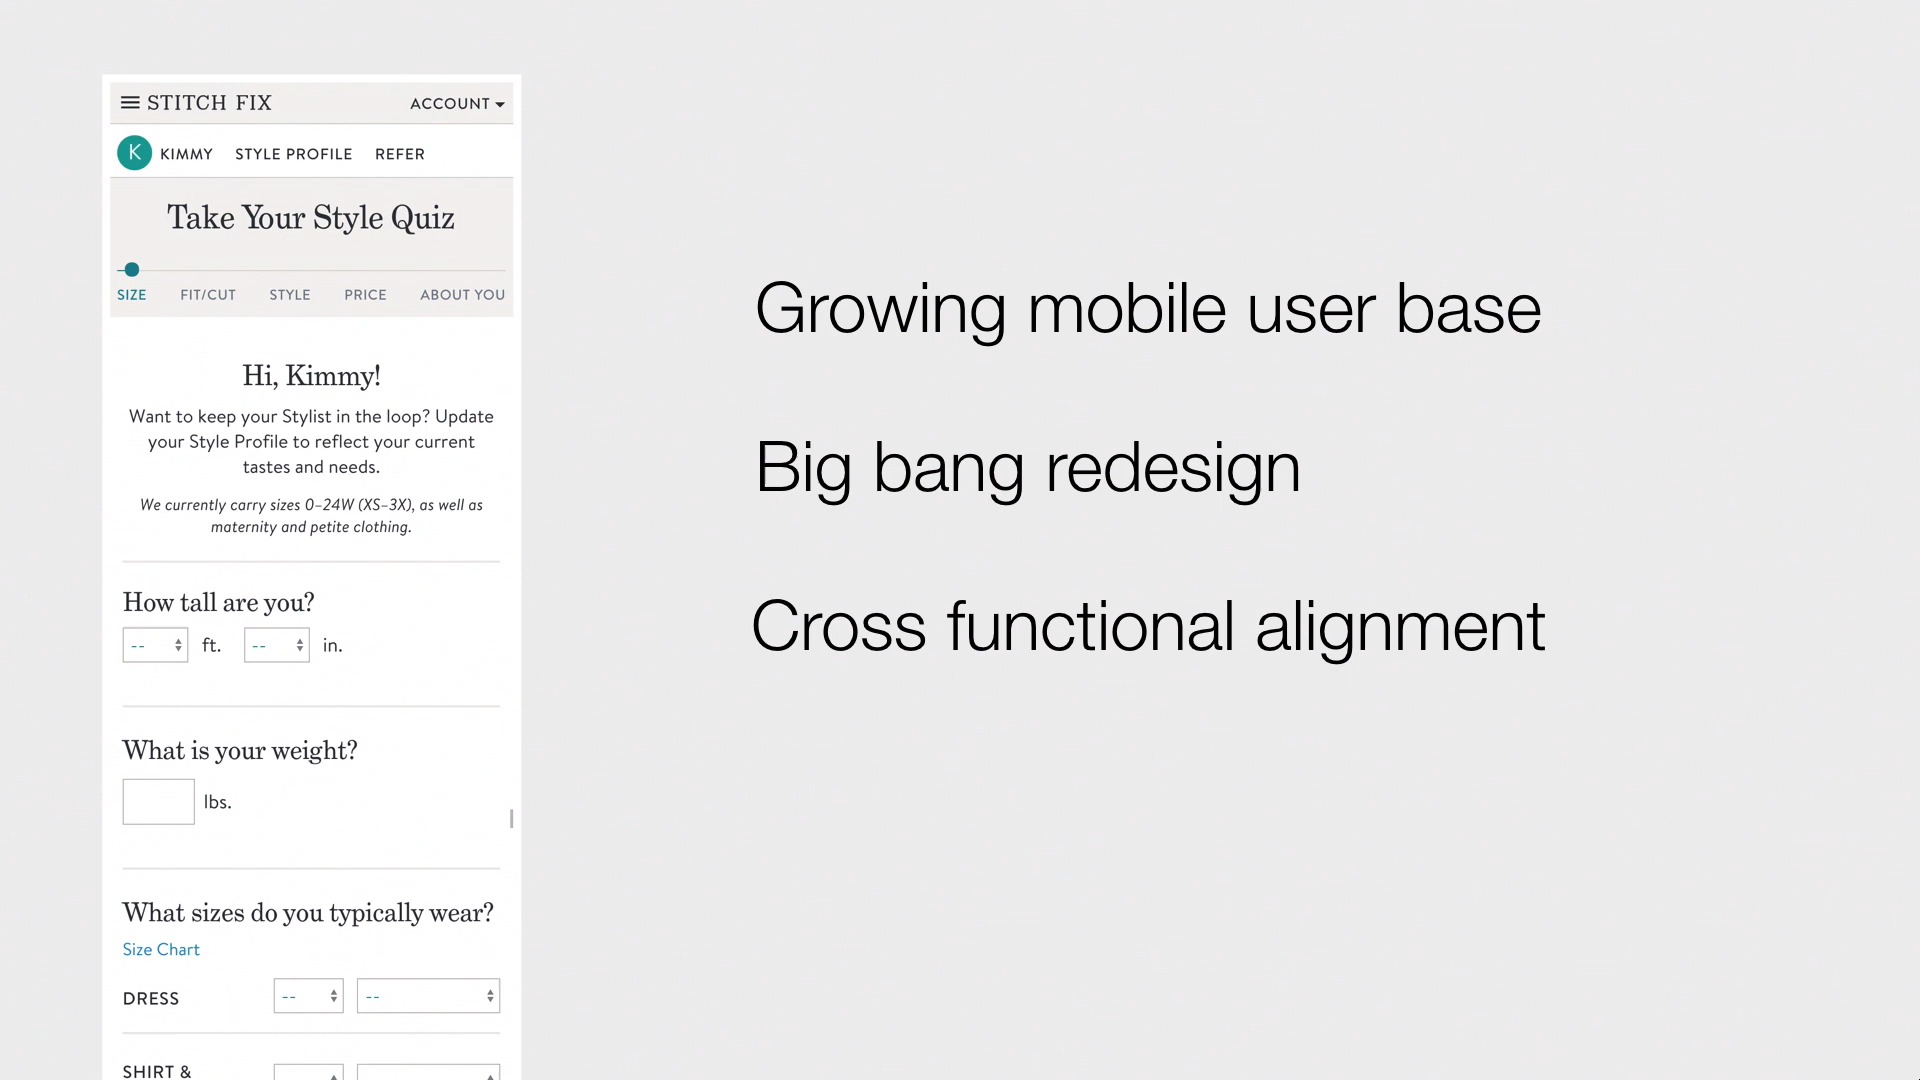 STITCH FIX
ACCOUNT
K
KIMMY STYLE PROFILE REFER
Take Your Style Quiz
SIZE FIT/CUT STYLE PRICE ABOUT YOU
Hi, Kimmy!
Want to keep your Stylist in the loop? Update
your Style Profile to reflect your current
tastes and needs.
We currently carry sizes 0–24W (XS–3X), as well as
maternity and petite clothing.
How tall are you?
-- ft. -- in.
What is your weight?
lbs.
What sizes do you typically wear?
Size Chart
DRESS -- --
SHIRT &
Growing mobile user base
Big bang redesign
Cross functional alignment